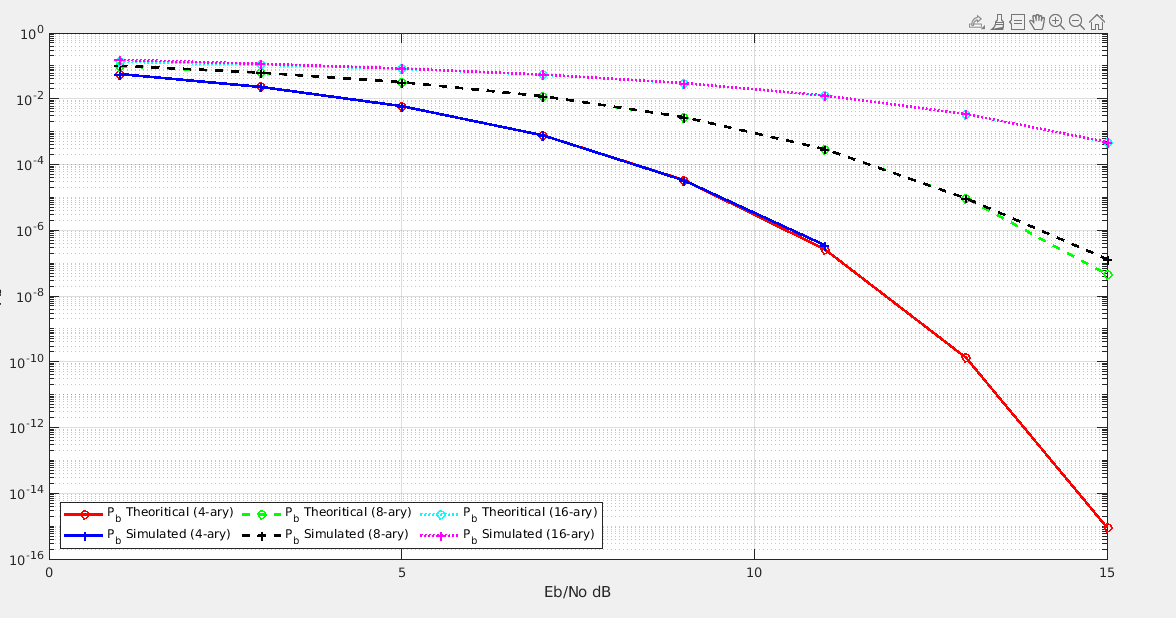 10^0
10^-2
10^-4
10^-6
10^-8
10^-10
10^-12
10^-14
10^-16
P_b Theoritical (4-ary) P_b Theoritical (8-ary) P_b Theoritical (16-ary)
P_b Simulated (4-ary) P_b Simulated (8-ary) P_b Simulated (16-ary)
0 5 10 15
Eb/No dB